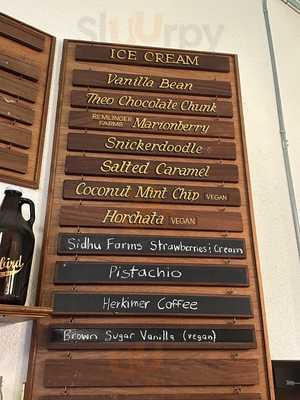 Sluurpy
ICE CREAM
Vanilla Bean
Theo Chocolate Chunk
REMLINGER FARMS Marionberry
Snickerdoodle
Salted Caramel
Coconut Mint Chip VEGAN
Horchata VEGAN
Sidhu Farms Strawberries & Cream
Pistachio
Herkimer Coffee
Brown Sugar Vanilla (vegan)